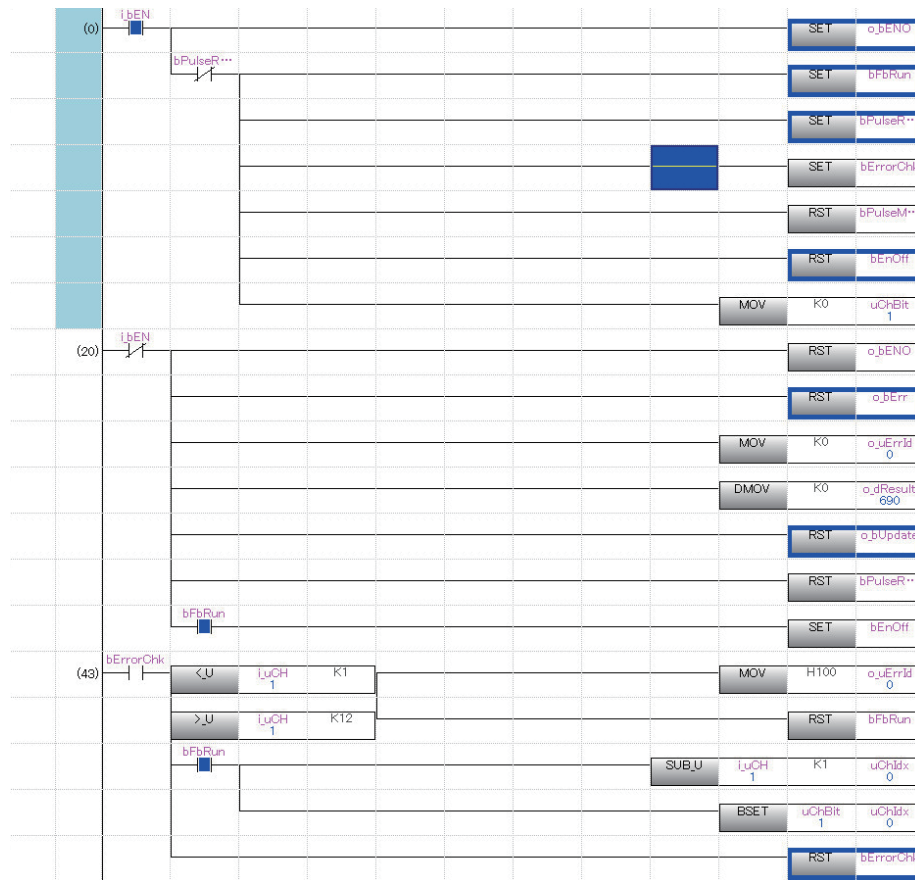 i_bEN
(0) SET o_bENO
bPulseR…
SET bFbRun
SET bPulseR…
SET bErrorChk
RST bPulseM…
RST bEnOff
MOV K0 uChBit
1
i_bEN
(20) RST o_bENO
RST o_bErr
MOV K0 o_uErrId
0
DMOV K0 o_dResult
690
RST o_bUpdate
RST bPulseR…
bFbRun
SET bEnOff
bErrorChk
(43) <_U i_uCH K1 MOV H100 o_uErrId
1 0
>_U i_uCH K12 RST bFbRun
1
bFbRun
SUB_U i_uCH K1 uChIdx
1 0
BSET uChBit uChIdx
1 0
RST bErrorChk